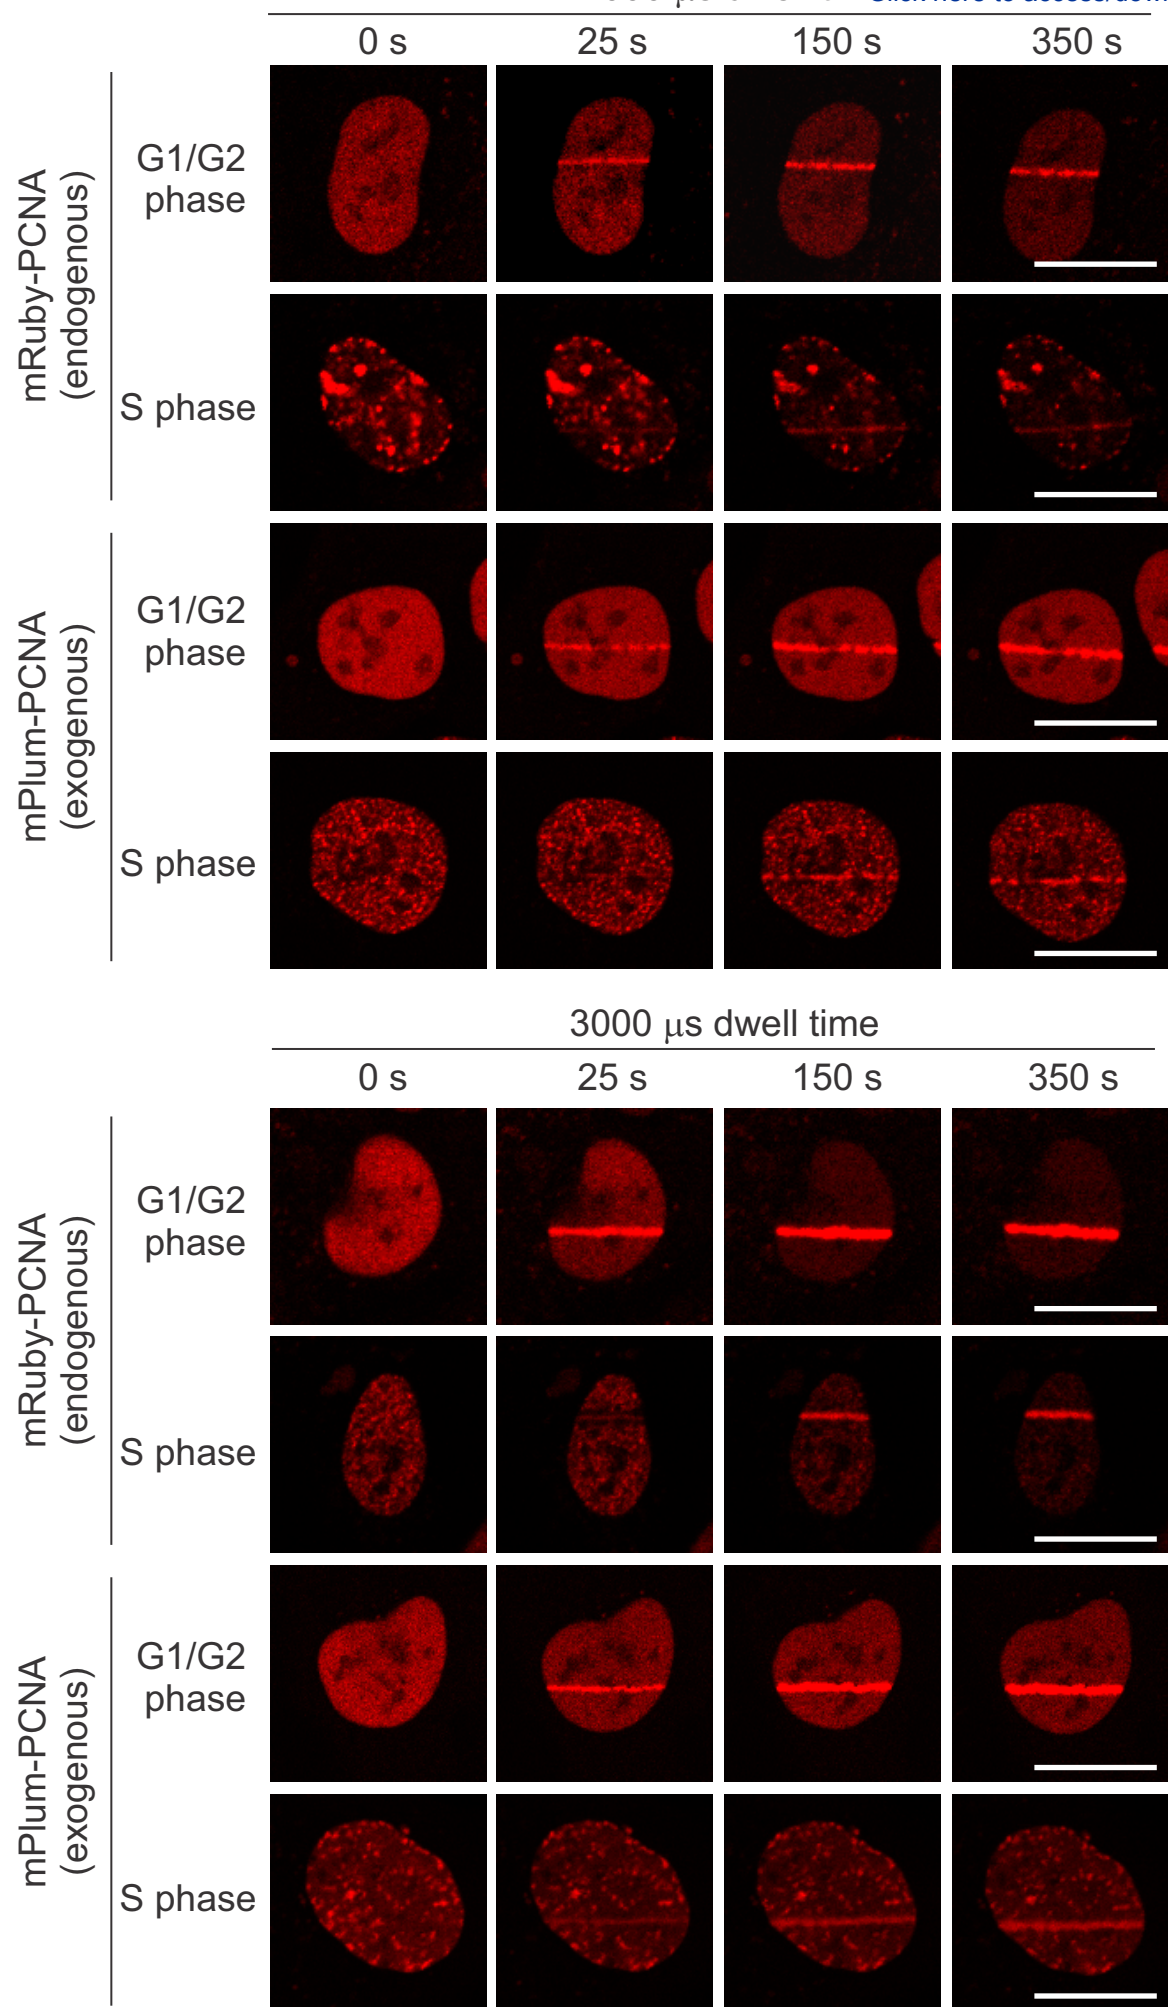 0 s 25 s 150 s 350 s
mRuby-PCNA
(endogenous)
G1/G2
phase
S phase
mPlum-PCNA
(exogenous)
G1/G2
phase
S phase
3000 μs dwell time
0 s 25 s 150 s 350 s
mRuby-PCNA
(endogenous)
G1/G2
phase
S phase
mPlum-PCNA
(exogenous)
G1/G2
phase
S phase